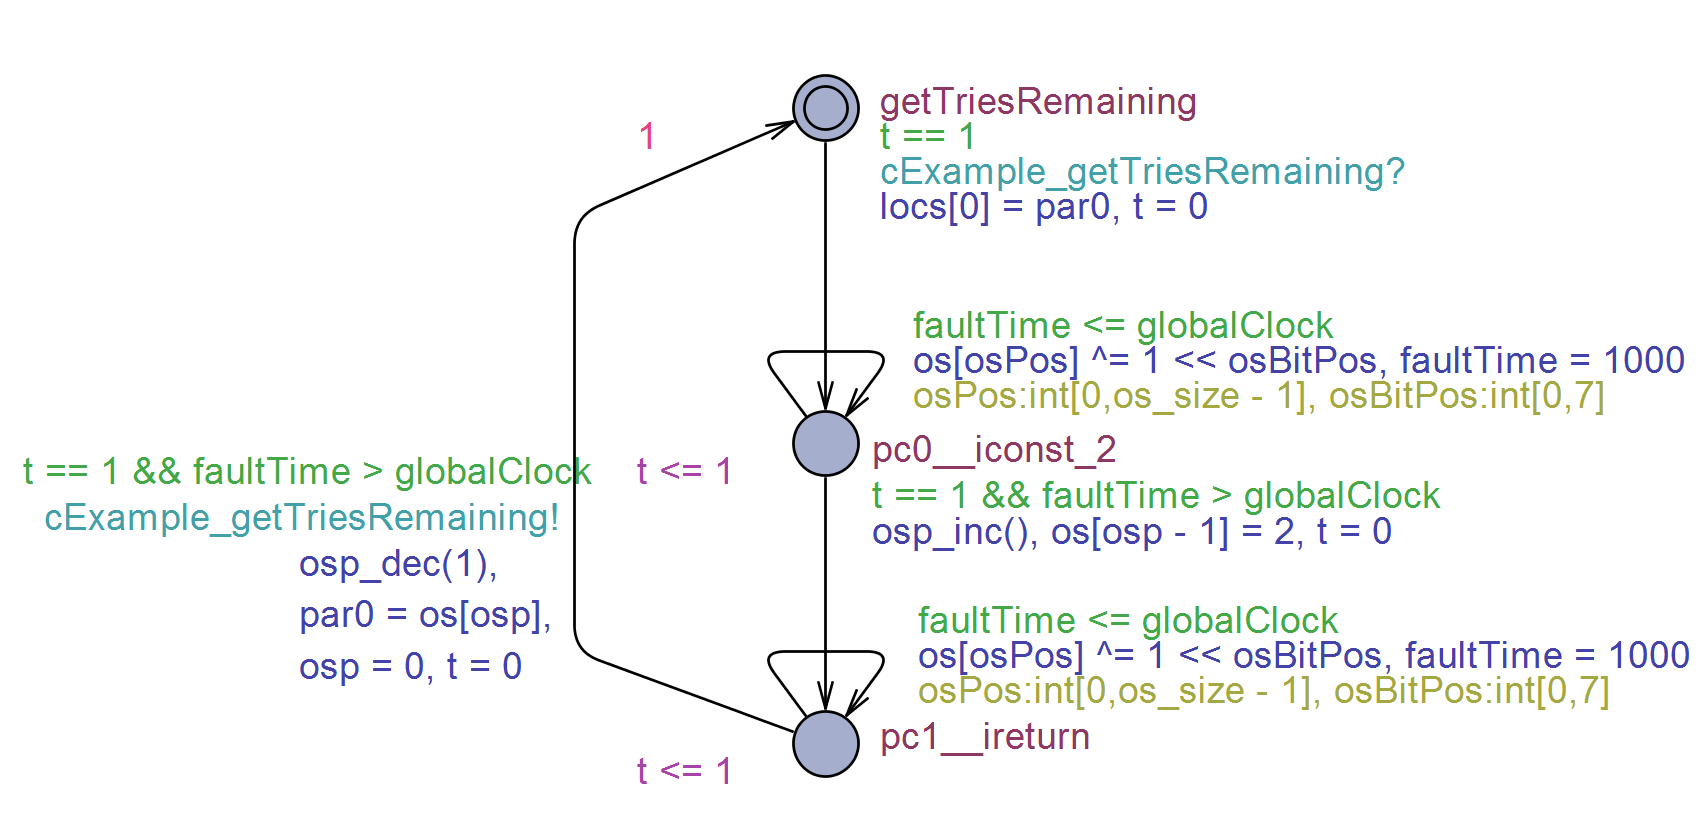 getTriesRemaining
1
t == 1
cExample_getTriesRemaining?
locs[0] = par0, t = 0
faultTime <= globalClock
os[osPos] ^= 1 << osBitPos, faultTime = 1000
osPos:int[0,os_size - 1], osBitPos:int[0,7]
pc0__iconst_2
t == 1 && faultTime > globalClock
t <= 1
t == 1 && faultTime > globalClock
cExample_getTriesRemaining!
osp_inc(), os[osp - 1] = 2, t = 0
osp_dec(1),
par0 = os[osp],
osp = 0, t = 0
faultTime <= globalClock
os[osPos] ^= 1 << osBitPos, faultTime = 1000
osPos:int[0,os_size - 1], osBitPos:int[0,7]
pc1__ireturn
t <= 1